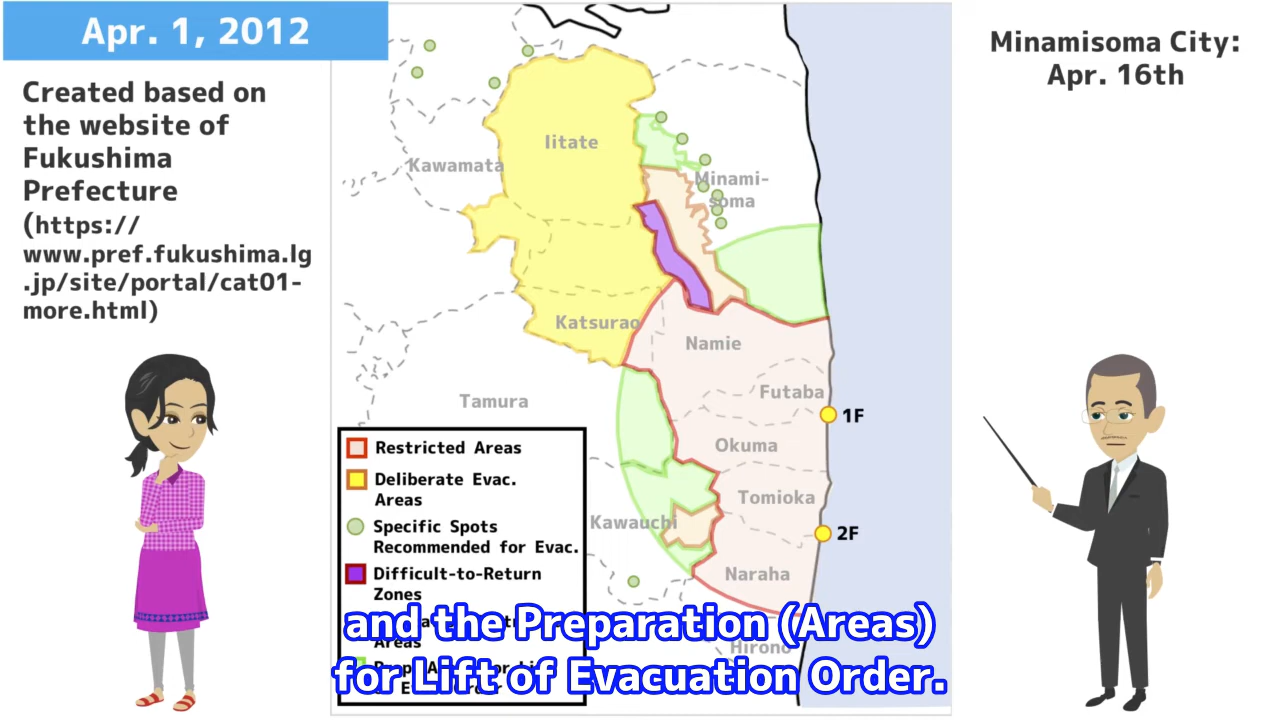 Apr. 1, 2012
Created based on
the website of
Fukushima
Prefecture
(https://
www.pref.fukushima.lg
.jp/site/portal/cat01-
more.html)
Minamisoma City:
Apr. 16th
Iitate
Kawamata
Minami-
soma
Katsurao
Namie
Futaba
1F
Tamura
Okuma
Tomioka
Kawauchi
2F
Naraha
Hirono
Restricted Areas
Deliberate Evac.
Areas
Specific Spots
Recommended for Evac.
Difficult-to-Return
Zones
Areas
and the Preparation (Areas)
for Lift of Evacuation Order.